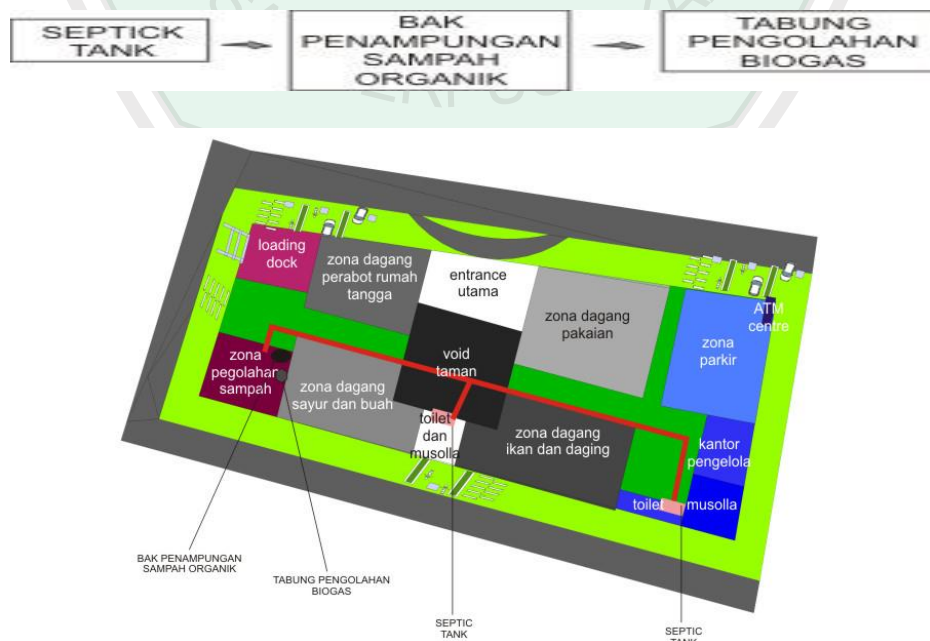 SEPTICK
TANK
BAK
PENAMPUNGAN
SAMPAH
ORGANIK
TABUNG
PENGOLAHAN
BIOGAS
loading
dock
zona dagang
perabot rumah
tangga
entrance
utama
zona dagang
pakaian
ATM
centre
zona
parkir
zona
pegolahan
sampah
zona dagang
sayur dan buah
void
taman
toilet
dan
musolla
zona dagang
ikan dan daging
kantor
pengelola
toilet
musolla
BAK PENAMPUNGAN
SAMPAH ORGANIK
TABUNG PENGOLAHAN
BIOGAS
SEPTIC
TANK
SEPTIC
TANK